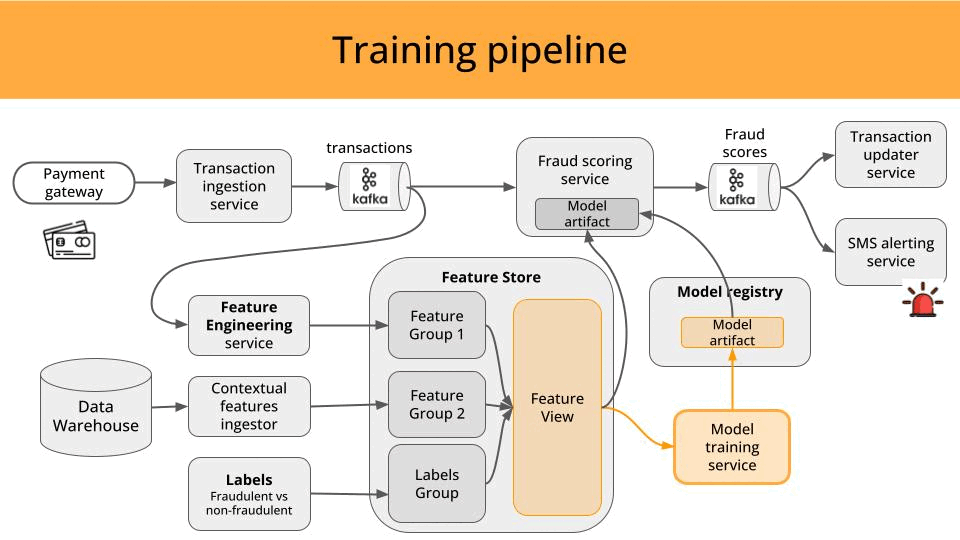 Training pipeline
Payment
gateway
Transaction
ingestion
service
transactions
kafka
Fraud scoring
service
Model
artifact
Fraud
scores
kafka
Transaction
updater
service
SMS alerting
service
Feature
Engineering
service
Data
Warehouse
Contextual
features
ingestor
Labels
Fraudulent vs
non-fraudulent
Feature Store
Feature
Group 1
Feature
Group 2
Labels
Group
Feature
View
Model registry
Model
artifact
Model
training
service